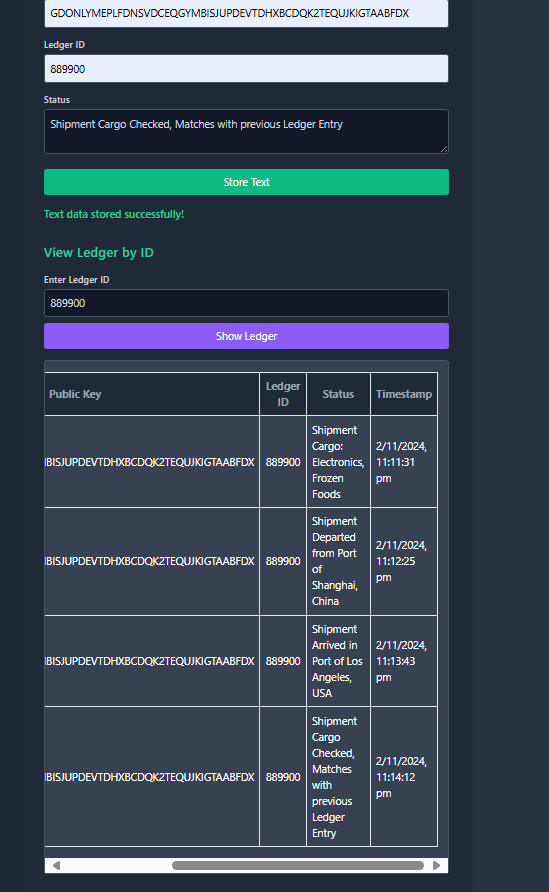 GDONLYMEPLFDNSVDCEQGYMBISJUPDEVTDHXBCDQK2TEQUJKIGTAABFDX
Ledger ID
889900
Status
Shipment Cargo Checked, Matches with previous Ledger Entry
Store Text
Text data stored successfully!
View Ledger by ID
Enter Ledger ID
889900
Show Ledger
Public Key
Ledger
ID
Status
Timestamp
IBISJUPDEVTDHXBCDQK2TEQUJKIGTAABFDX
889900
Shipment
Cargo:
Electronics,
Frozen
Foods
2/11/2024,
11:11:31
pm
IBISJUPDEVTDHXBCDQK2TEQUJKIGTAABFDX
889900
Shipment
Departed
from Port
of
Shanghai,
China
2/11/2024,
11:12:25
pm
IBISJUPDEVTDHXBCDQK2TEQUJKIGTAABFDX
889900
Shipment
Arrived in
Port of Los
Angeles,
USA
2/11/2024,
11:13:43
pm
IBISJUPDEVTDHXBCDQK2TEQUJKIGTAABFDX
889900
Shipment
Cargo
Checked,
Matches
with
previous
Ledger
Entry
2/11/2024,
11:14:12
pm